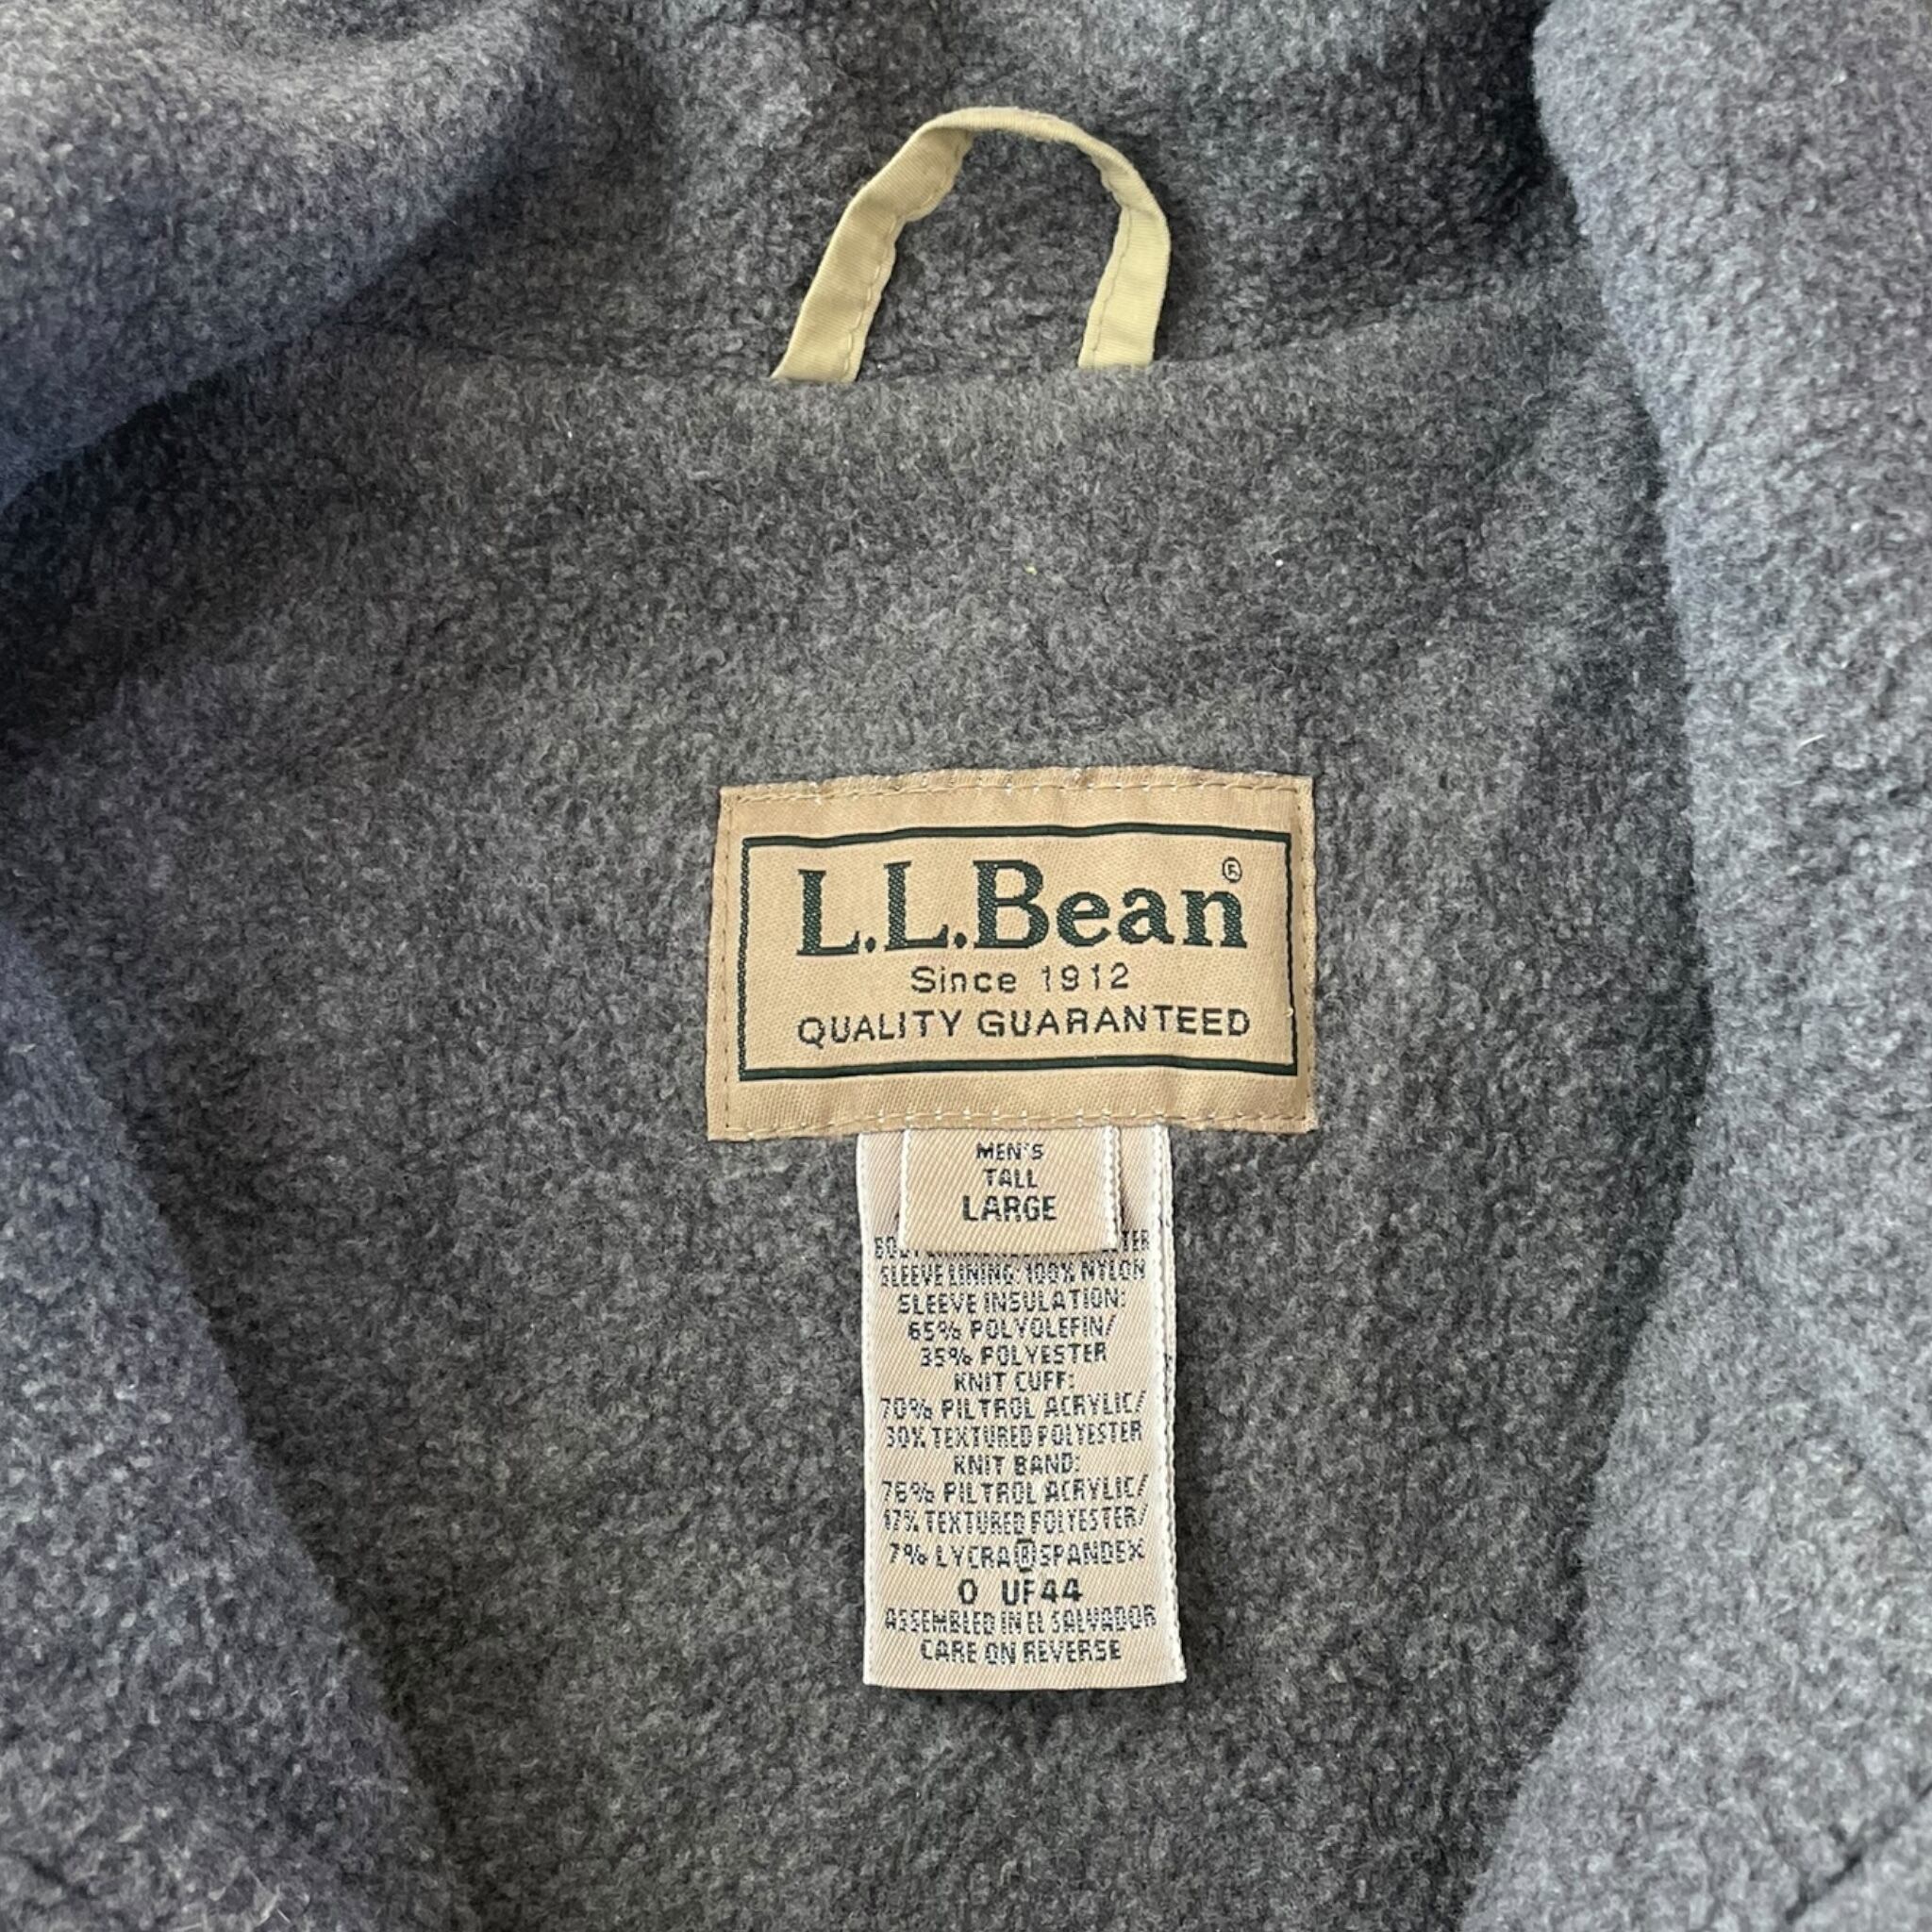 L.L.Bean®
Since 1912
QUALITY GUARANTEED
MEN'S
TALL
LARGE
SLEEVE LINING: 100% NYLON
SLEEVE INSULATION:
65% POLYOLEFIN/
35% POLYESTER
KNIT CUFF:
70% PILTROL ACRYLIC/
30% TEXTURED POLYESTER
KNIT BAND:
76% PILTROL ACRYLIC/
17% TEXTURED POLYESTER/
7% LYCRA® SPANDEX
0 UF44
ASSEMBLED IN EL SALVADOR
CARE ON REVERSE